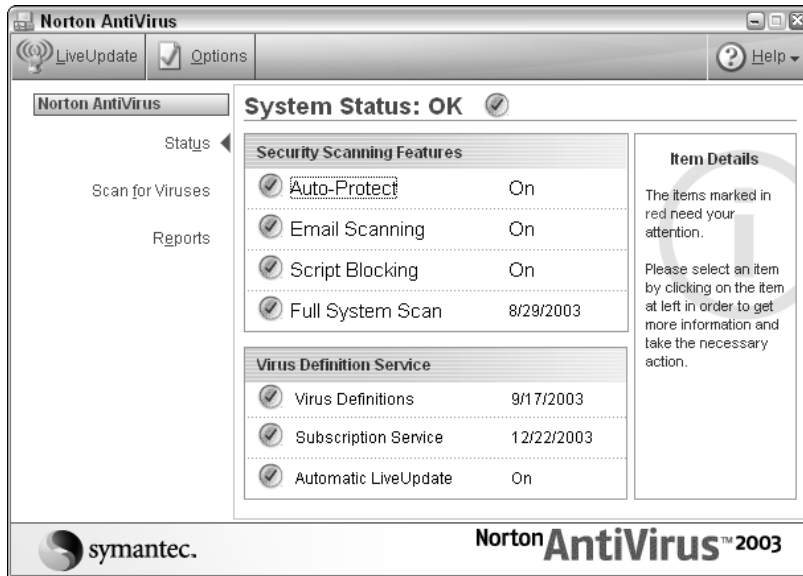 Norton AntiVirus
LiveUpdate Options Help
Norton AntiVirus
Status
Scan for Viruses
Reports
System Status: OK
Security Scanning Features
Auto-Protect On
Email Scanning On
Script Blocking On
Full System Scan 8/29/2003
Virus Definition Service
Virus Definitions 9/17/2003
Subscription Service 12/22/2003
Automatic LiveUpdate On
Item Details
The items marked in
red need your
attention.
Please select an item
by clicking on the item
at left in order to get
more information and
take the necessary
action.
symantec.
Norton AntiVirus™ 2003